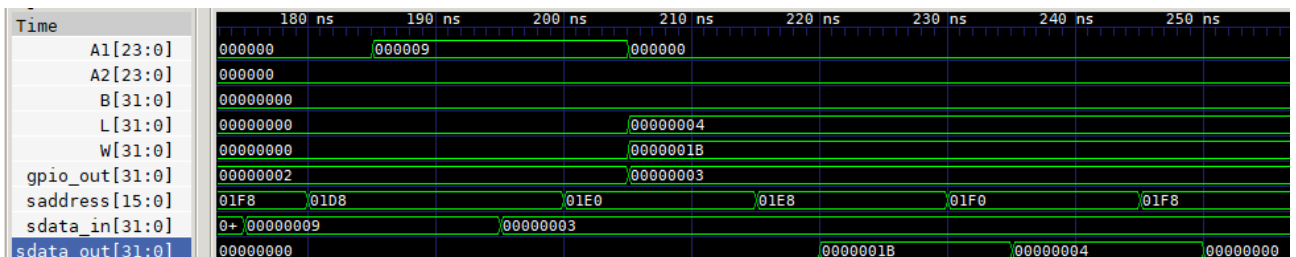 Time 180 ns 190 ns 200 ns 210 ns 220 ns 230 ns 240 ns 250 ns
A1[23:0] 000000 000009 000000
A2[23:0] 000000
B[31:0] 00000000
L[31:0] 00000000 00000004
W[31:0] 00000000 0000001B
gpio_out[31:0] 00000002 00000003
saddress[15:0] 01F8 01D8 01E0 01E8 01F0 01F8
sdata_in[31:0] 0+ 00000009 00000003
sdata_out[31:0] 00000000 0000001B 00000004 00000000